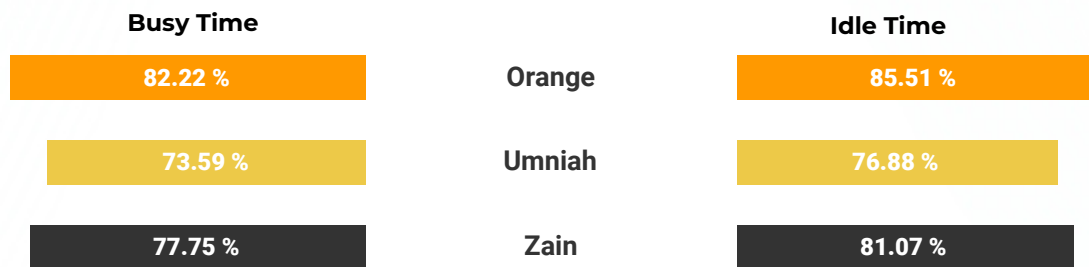 Busy Time
Idle Time
82.22 %
Orange
85.51 %
73.59 %
Umniah
76.88 %
77.75 %
Zain
81.07 %